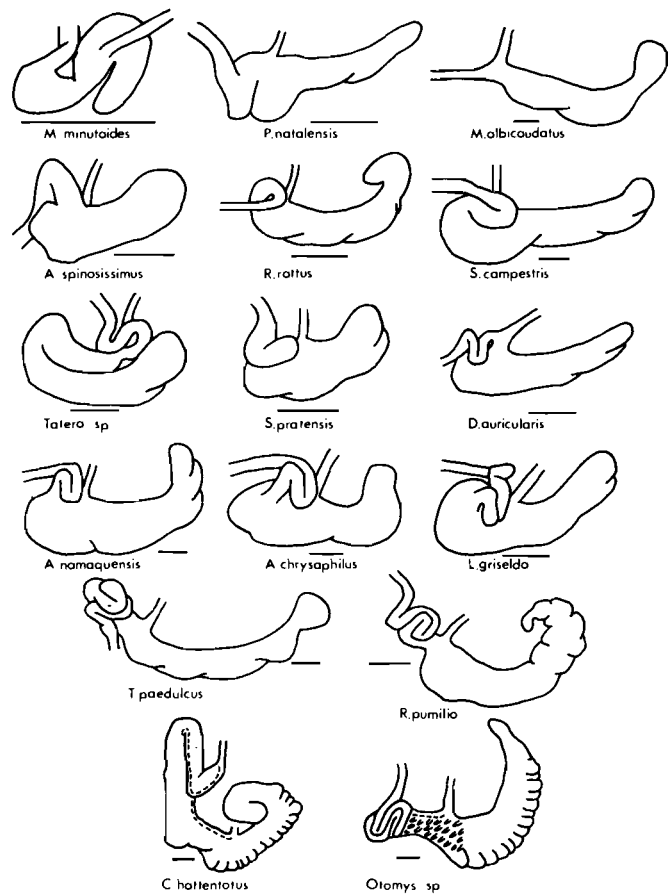 M minutoides
P.natalensis
M.albicaudatus
A spinosissimus
R.rattus
S.campestris
Tatera sp
S.pratensis
D.auricularis
A namaquensis
A chrysaphilus
L.griselda
T paedulcus
R.pumilio
C hottentotus
Otomys sp